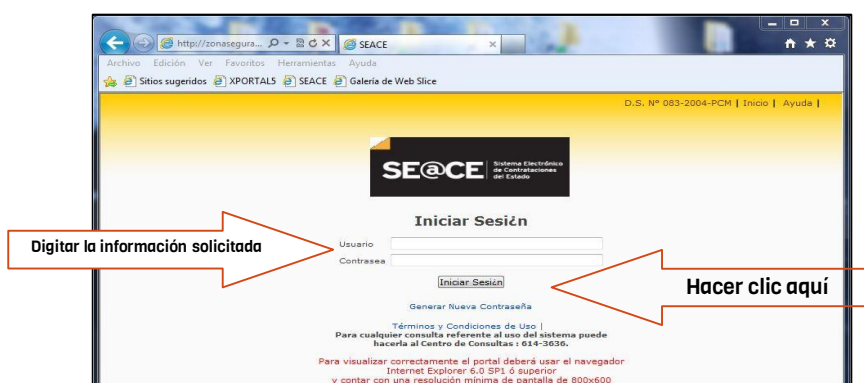 http://zonasegura...
SEACE
Archivo Edición Ver Favoritos Herramientas Ayuda
Sitios sugeridos XPORTAL5 SEACE Galería de Web Slice
D.S. Nº 083-2004-PCM | Inicio | Ayuda |
SE@CE
Sistema Electrónico
de Contrataciones
del Estado
Iniciar Sesi¿n
Digitar la información solicitada
Usuario
Contrasea
Iniciar Sesi¿n
Hacer clic aquí
Generar Nueva Contraseña
Términos y Condiciones de Uso |
Para cualquier consulta referente al uso del sistema puede
hacerla al Centro de Consultas : 614-3636.
Para visualizar correctamente el portal deberá usar el navegador
Internet Explorer 6.0 SP1 ó superior
y contar con una resolución mínima de pantalla de 800x600